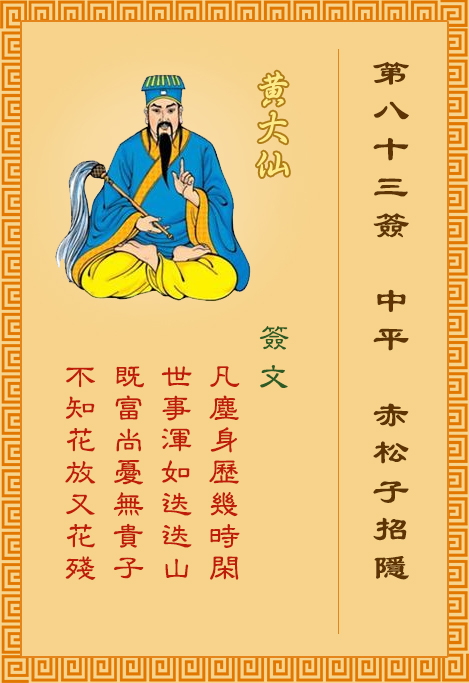 第八十三簽 中平 赤松子招隱
黃大仙
簽文
凡塵身歷幾時閑
世事渾如迭迭山
既富尚憂無貴子
不知花放又花殘